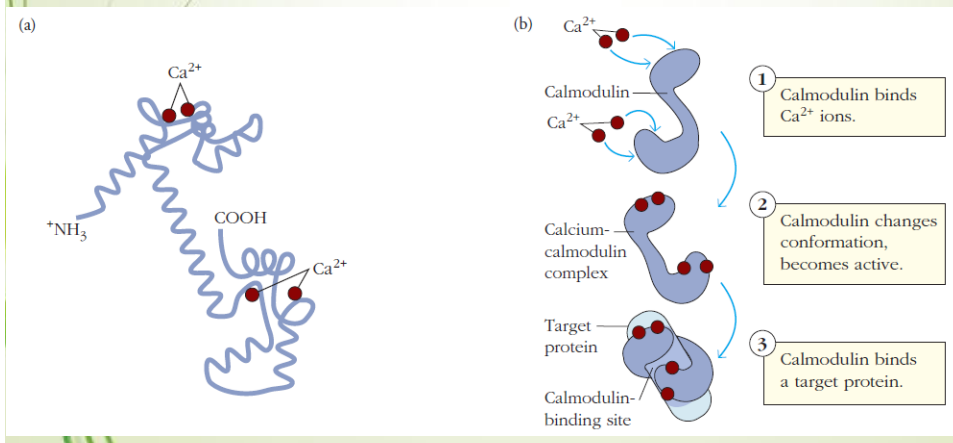 (a)
Ca²⁺
⁺NH₃
COOH
Ca²⁺
(b)
Ca²⁺
Calmodulin
Ca²⁺
1
Calmodulin binds
Ca²⁺ ions.
Calcium-
calmodulin
complex
2
Calmodulin changes
conformation,
becomes active.
Target
protein
Calmodulin-
binding site
3
Calmodulin binds
a target protein.